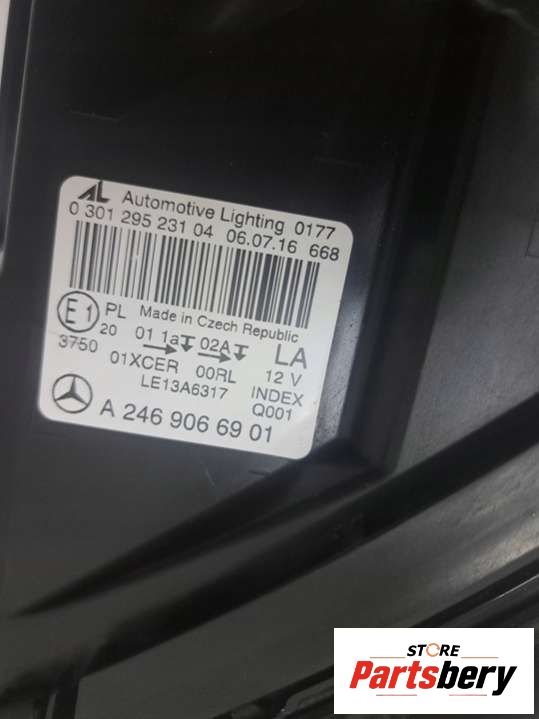 AL Automotive Lighting 0177
0 301 295 231 04 06.07.16 668
E1 PL Made in Czech Republic
20 01 1a 02A LA
3750 01XCER 00RL 12 V
LE13A6317 INDEX
Q001
A 246 906 69 01
STORE
Partsbery